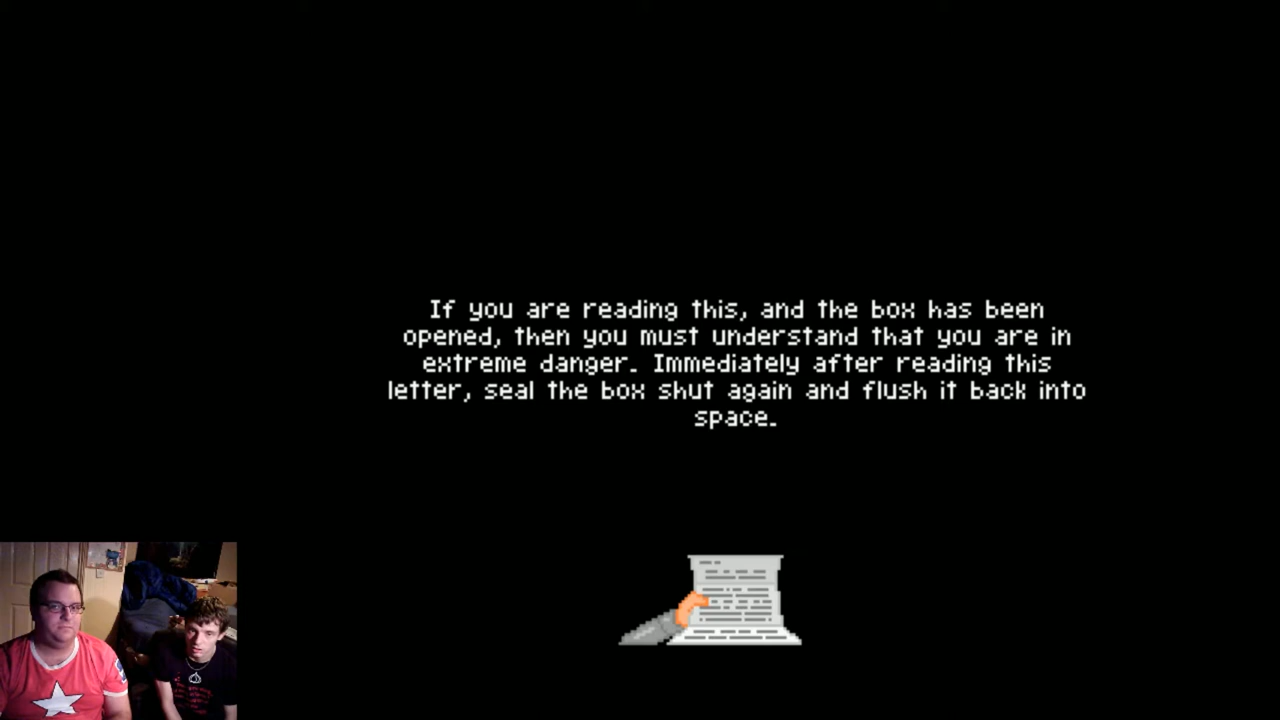 If you are reading this, and the box has been
opened, then you must understand that you are in
extreme danger. Immediately after reading this
letter, seal the box shut again and flush it back into
space.